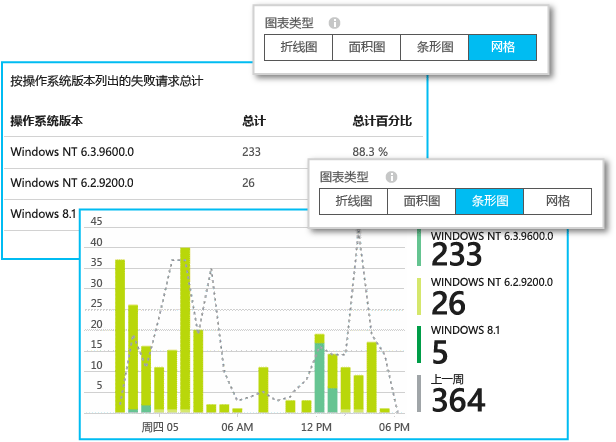 图表类型
折线图 面积图 条形图 网格
按操作系统版本列出的失败请求总计
操作系统版本 总计 总计百分比
Windows NT 6.3.9600.0 233 88.3 %
Windows NT 6.2.9200.0 26
Windows 8.1
图表类型
折线图 面积图 条形图 网格
45
40
35
30
25
20
15
10
5
周四 05 06 AM 12 PM 06 PM
WINDOWS NT 6.3.9600.0
233
WINDOWS NT 6.2.9200.0
26
WINDOWS 8.1
5
上一周
364